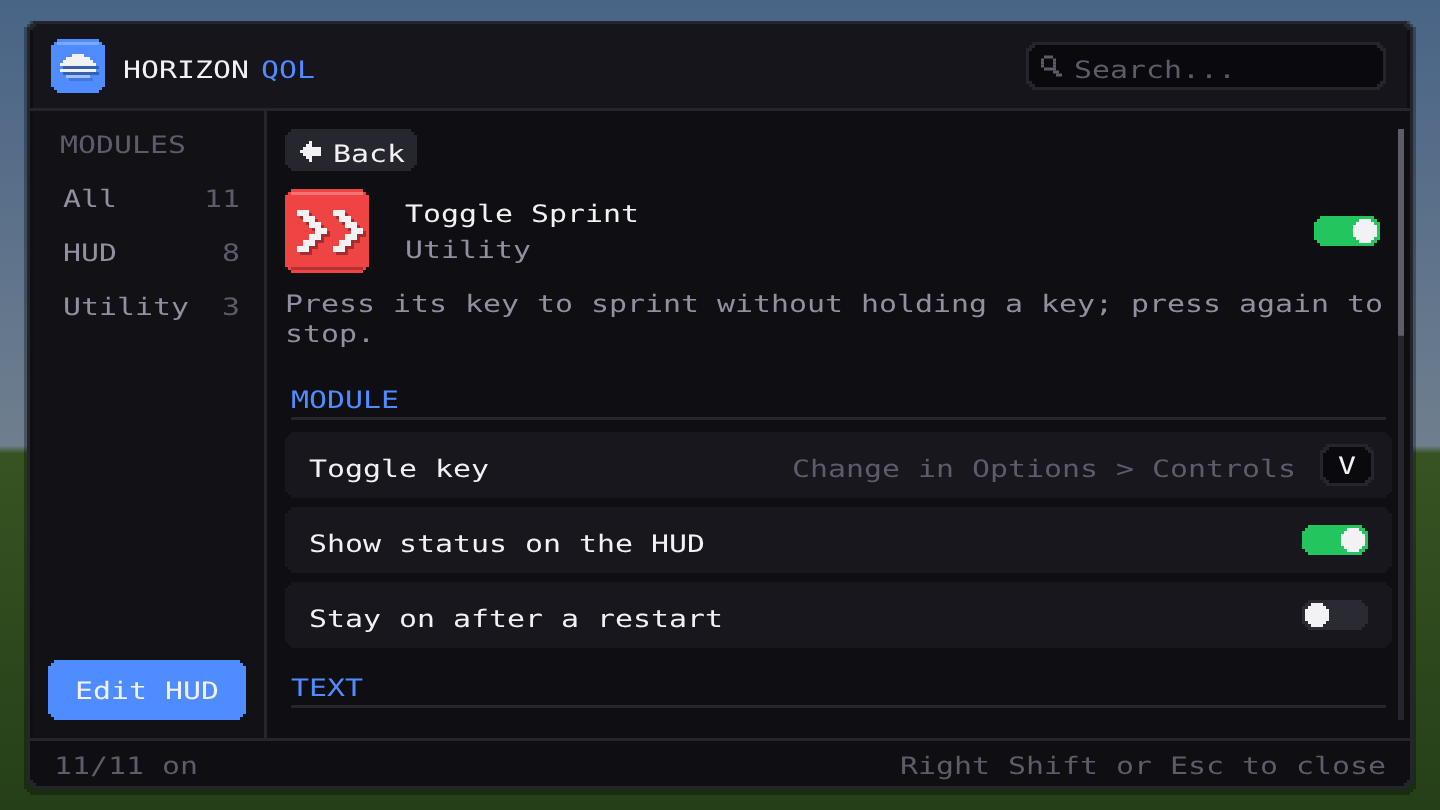 HORIZON QOL
Search...
MODULES
All 11
HUD 8
Utility 3
Edit HUD
Back
Toggle Sprint
Utility
Press its key to sprint without holding a key; press again to
stop.
MODULE
Toggle key Change in Options > Controls V
Show status on the HUD
Stay on after a restart
TEXT
11/11 on
Right Shift or Esc to close